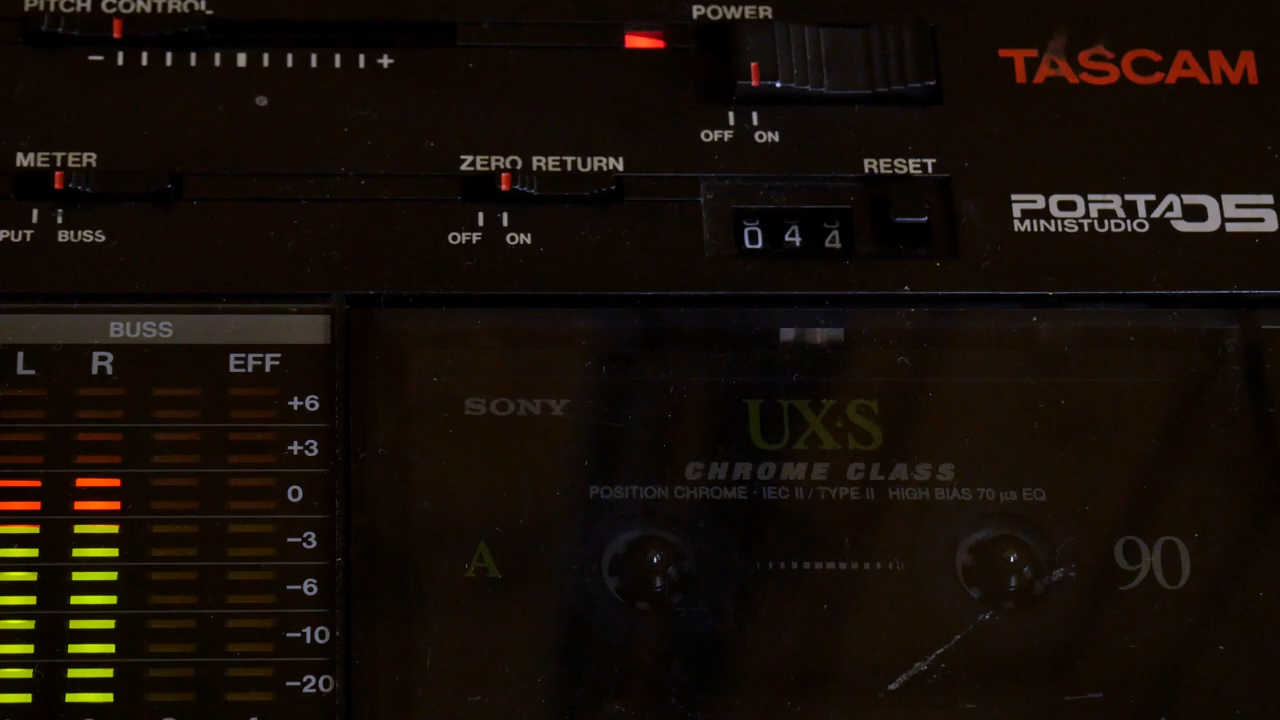 PITCH CONTROL
POWER
TASCAM
− +
OFF ON
METER
ZERO RETURN
RESET
PUT BUSS
OFF ON
044
PORTA 05
MINISTUDIO
BUSS
L R EFF
+6
+3
0
−3
−6
−10
−20
SONY
UX·S
CHROME CLASS
POSITION CHROME · IEC II / TYPE II HIGH BIAS 70 µs EQ
A
90